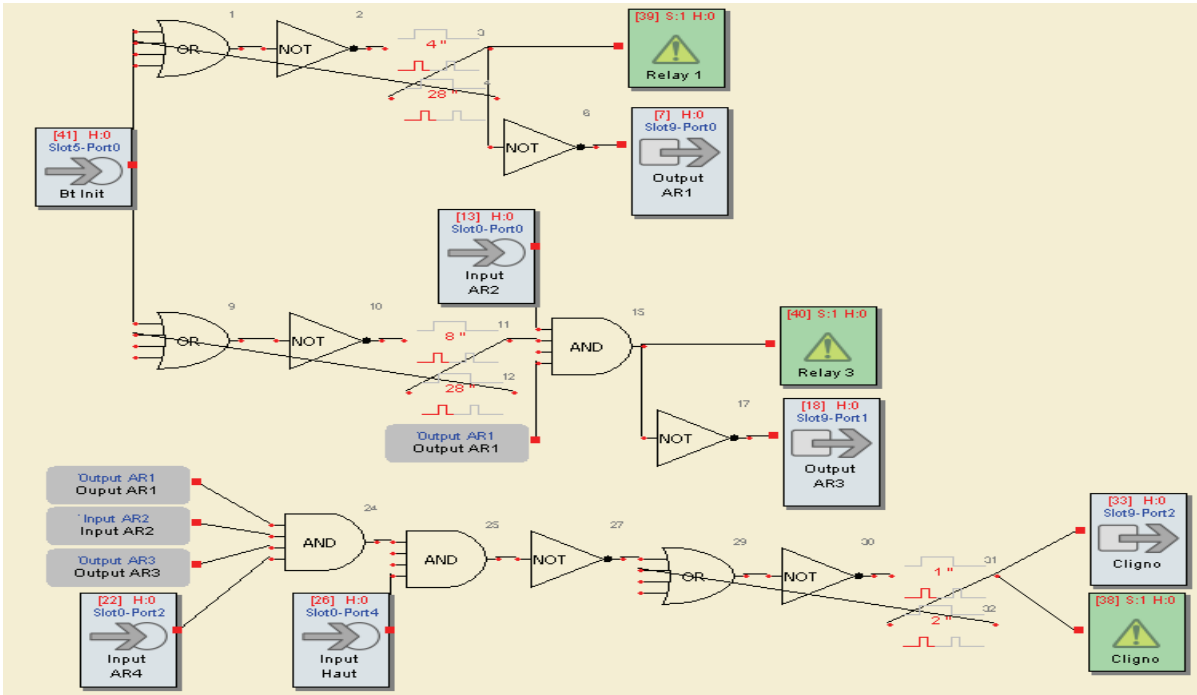 1
OR
2
NOT
3
4"
28"
[39] S:1 H:0
Relay 1
6
NOT
[7] H:0
Slot9-Port0
Output
AR1
[41] H:0
Slot5-Port0
Bt Init
[13] H:0
Slot0-Port0
Input
AR2
9
OR
10
NOT
11
8"
12
28"
15
AND
[40] S:1 H:0
Relay 3
17
NOT
[18] H:0
Slot9-Port1
Output
AR3
Output AR1
Output AR1
Output AR1
Ouput AR1
Input AR2
Input AR2
Output AR3
Output AR3
[22] H:0
Slot0-Port2
Input
AR4
24
AND
25
AND
[26] H:0
Slot0-Port4
Input
Haut
27
NOT
29
OR
30
NOT
31
1"
32
2"
[33] H:0
Slot9-Port2
Cligno
[38] S:1 H:0
Cligno